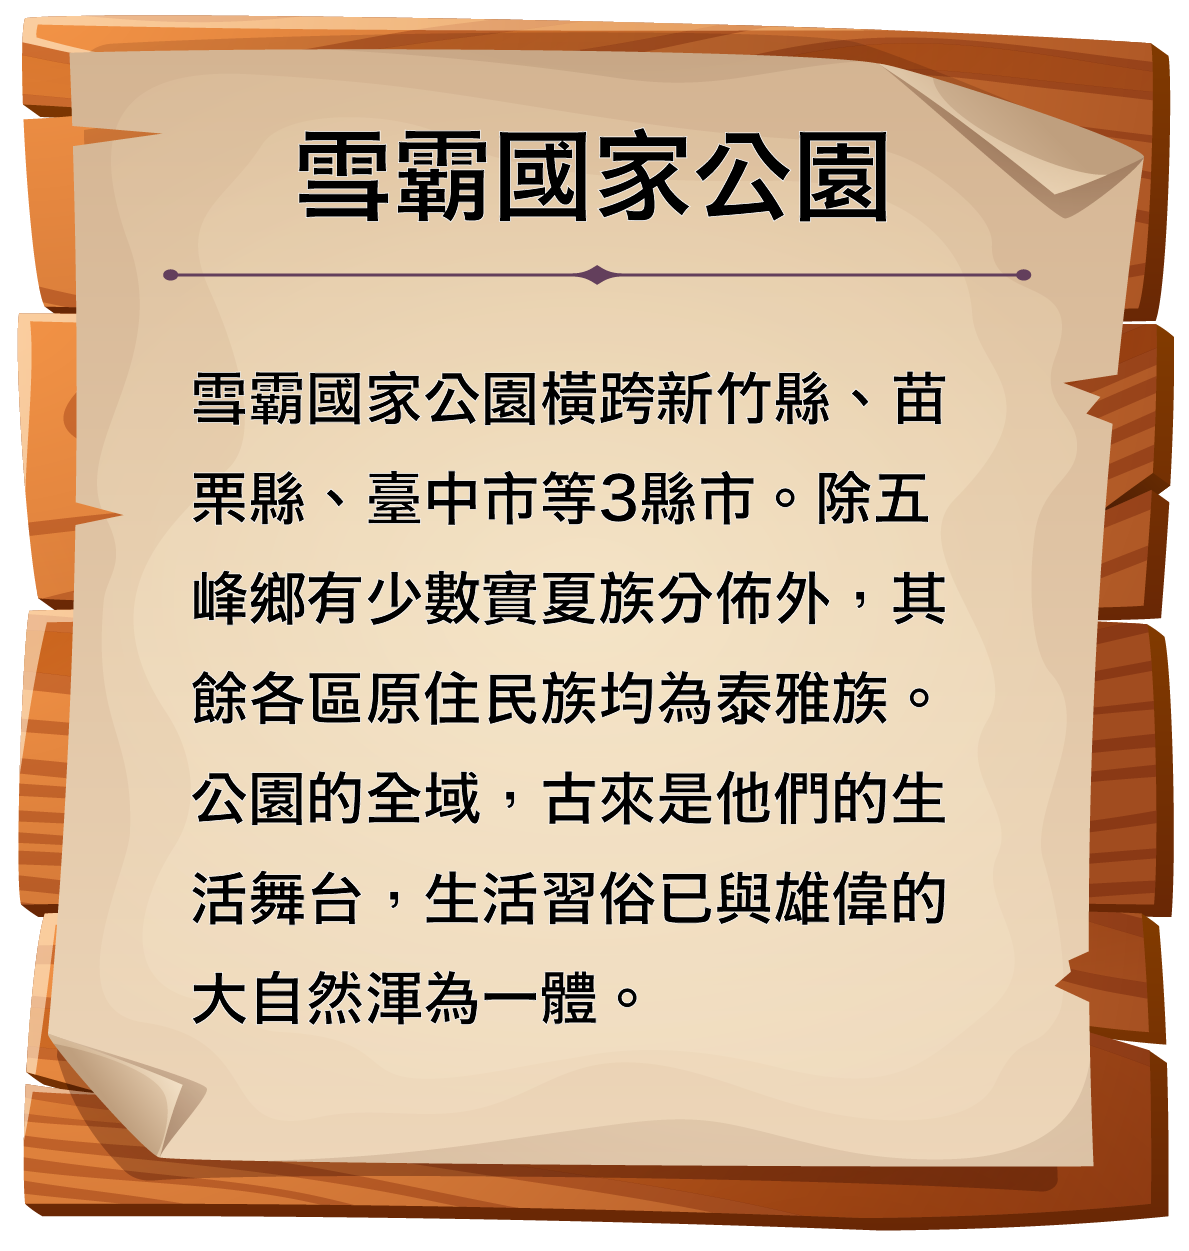 雪霸國家公園
雪霸國家公園橫跨新竹縣、苗
栗縣、臺中市等3縣市。除五
峰鄉有少數實夏族分佈外，其
餘各區原住民族均為泰雅族。
公園的全域，古來是他們的生
活舞台，生活習俗已與雄偉的
大自然渾為一體。